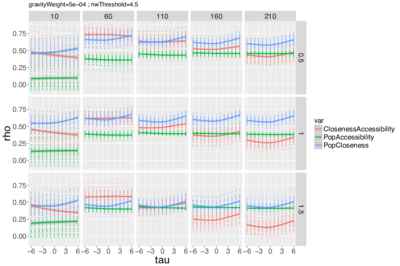 gravityWeight=5e−04 ; nwThreshold=4.5
10 60 110 160 210
0.75
0.50
0.25
0.00
0.5
0.75
0.50
0.25
0.00
1
0.75
0.50
0.25
0.00
1.5
rho
−6 −3 0 3 6 −6 −3 0 3 6 −6 −3 0 3 6 −6 −3 0 3 6 −6 −3 0 3 6
tau
var
ClosenessAccessibility
PopAccessibility
PopCloseness